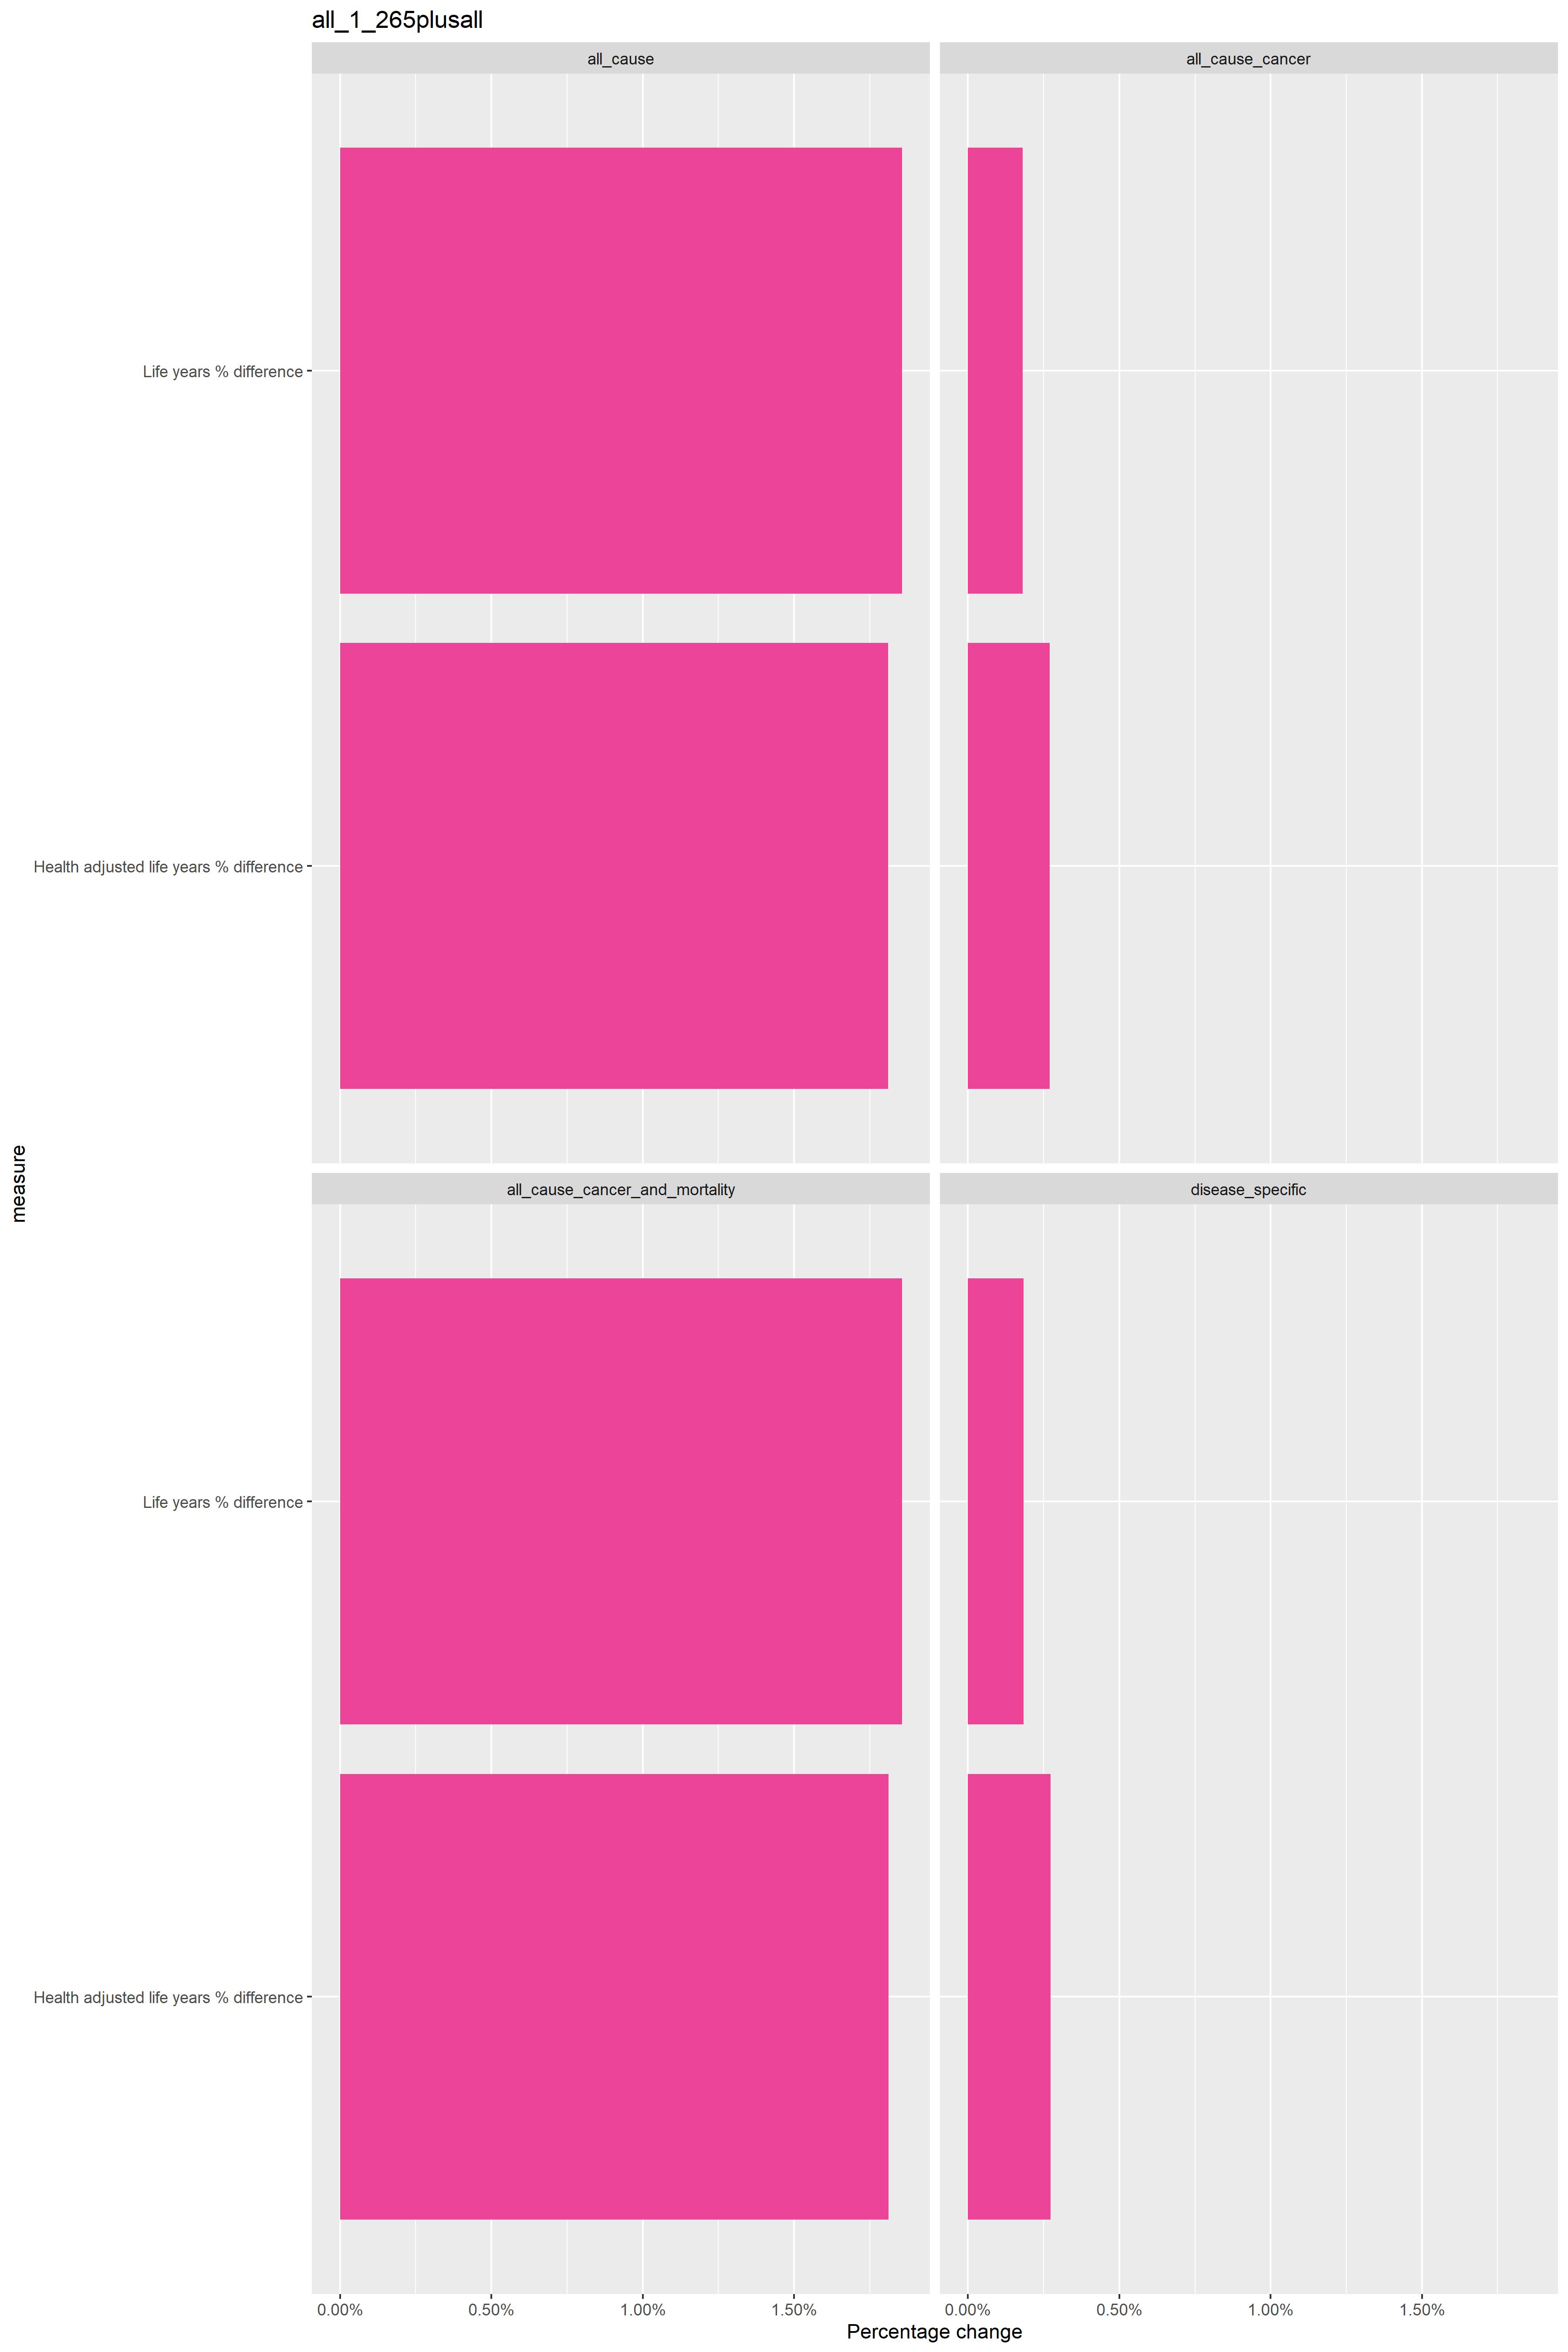 all_1_265plusall
all_cause
all_cause_cancer
Life years % difference
Health adjusted life years % difference
measure
all_cause_cancer_and_mortality
disease_specific
Life years % difference
Health adjusted life years % difference
0.00% 0.50% 1.00% 1.50%
0.00% 0.50% 1.00% 1.50%
Percentage change